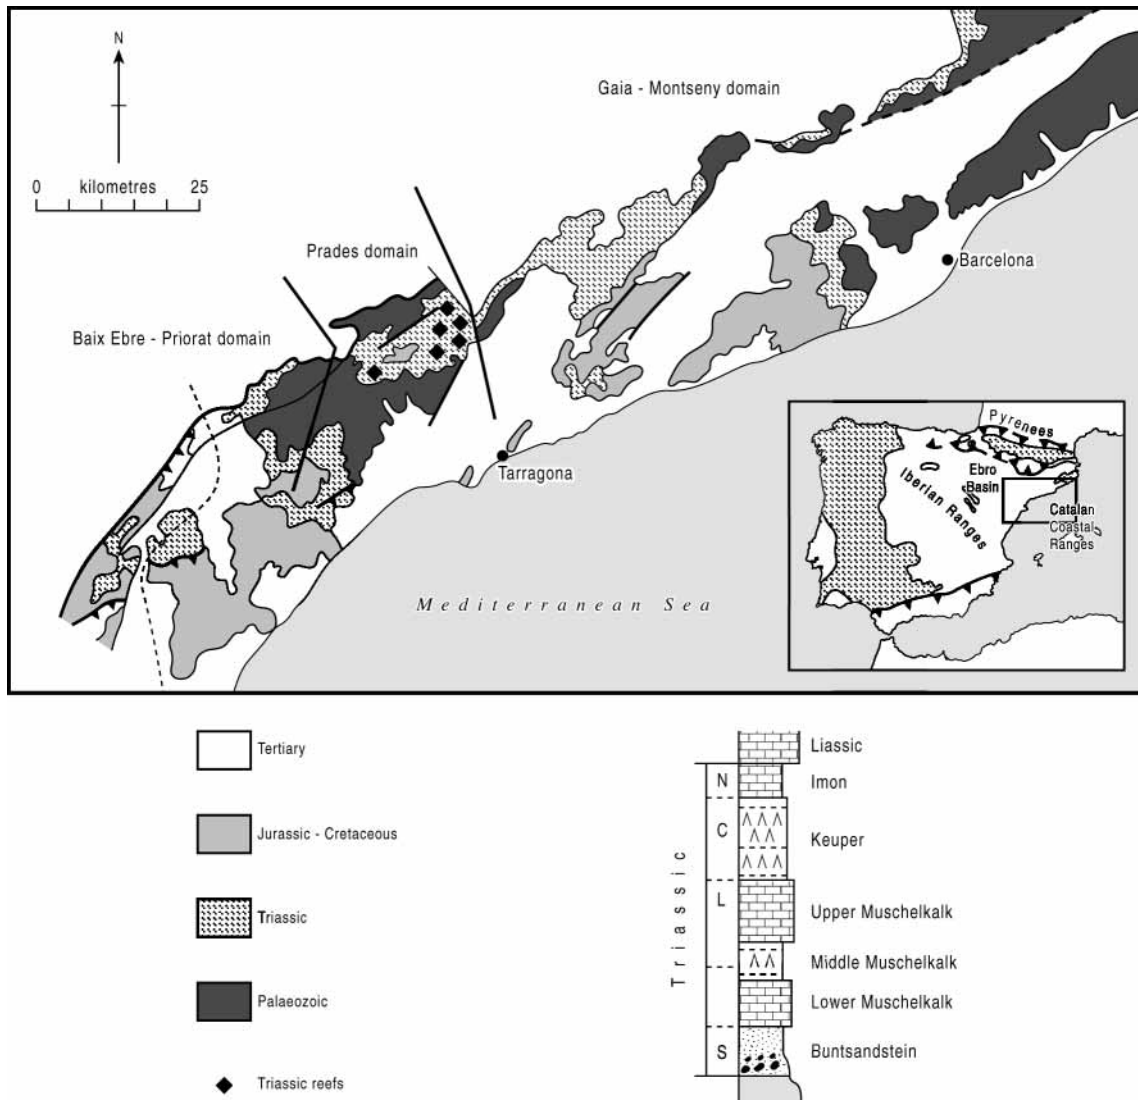 N
0 kilometres 25
Gaia - Montseny domain
Prades domain
Baix Ebre - Priorat domain
Barcelona
Tarragona
Mediterranean Sea
Pyrenees
Ebro
Basin
Iberian Ranges
Catalan
Coastal
Ranges
Tertiary
Jurassic - Cretaceous
Triassic
Palaeozoic
Triassic reefs
Triassic
N
C
L
S
Liassic
Imon
Keuper
Upper Muschelkalk
Middle Muschelkalk
Lower Muschelkalk
Buntsandstein